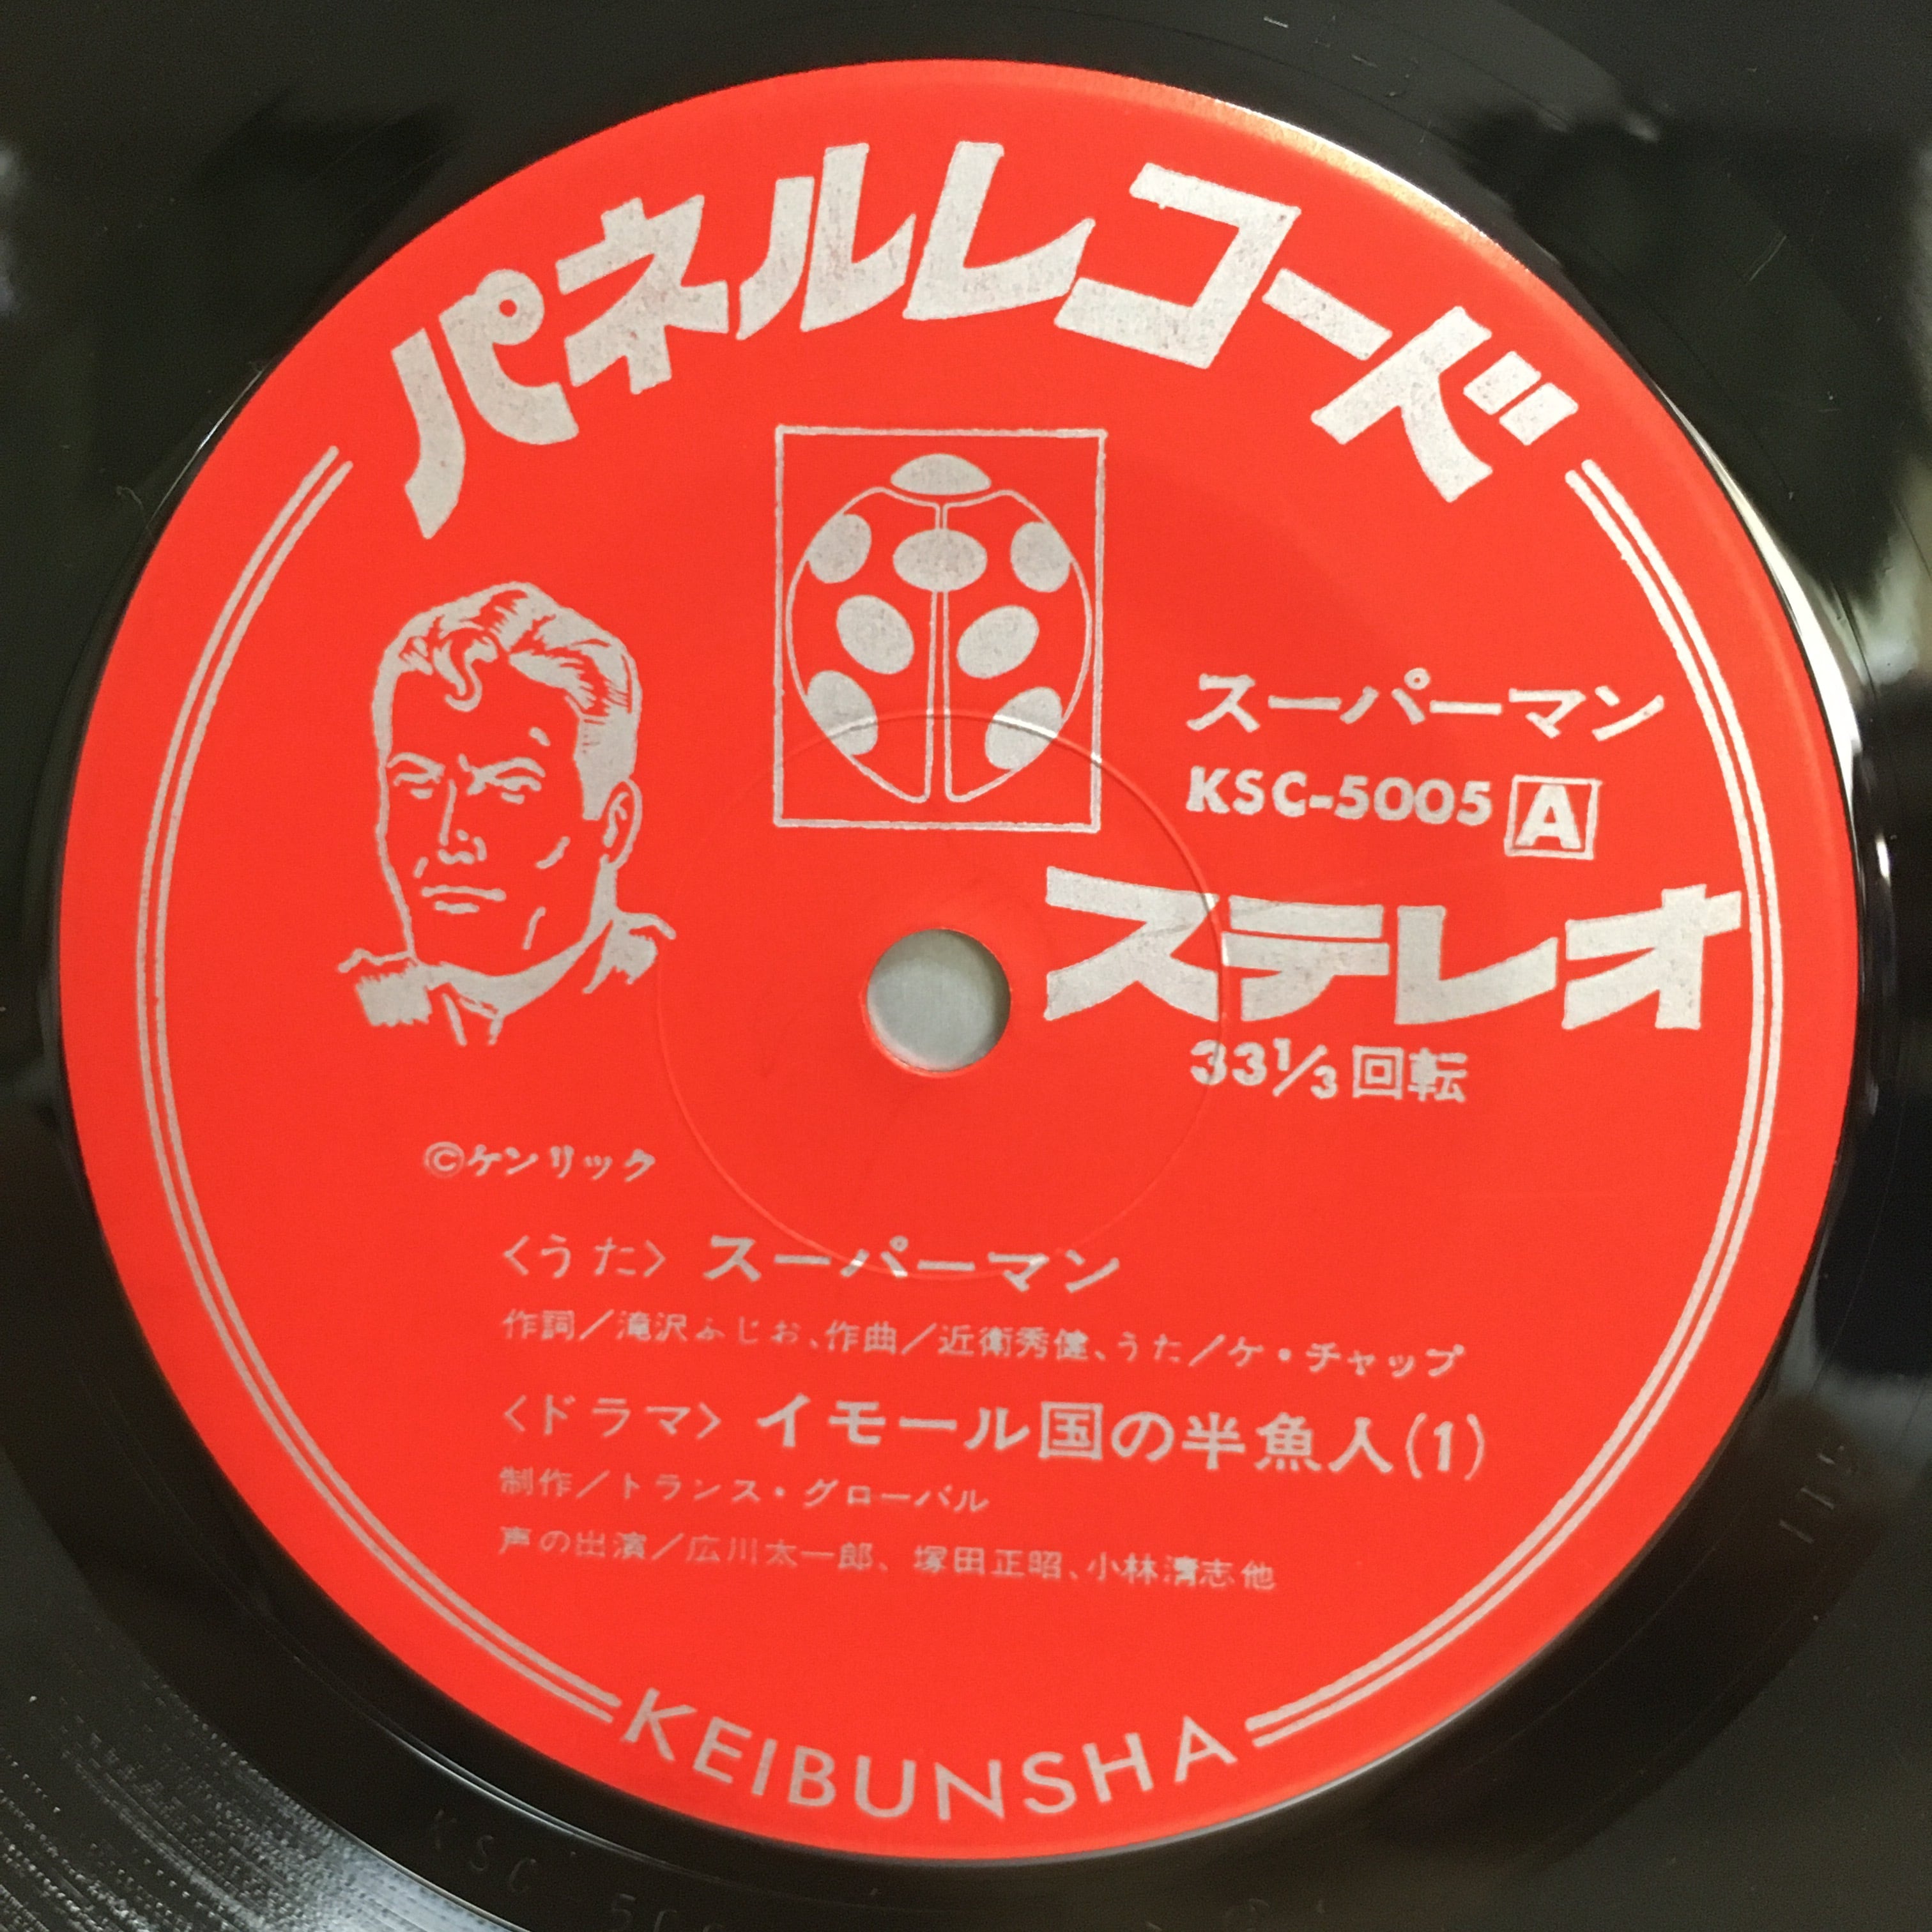 パネルレコード
スーパーマン
KSC-5005 A
ステレオ
33⅓回転
©ケンリック
〈うた〉スーパーマン
作詞／滝沢ふじお、作曲／近衛秀健、うた／ケ・チャップ
〈ドラマ〉イモール国の半魚人(1)
制作／トランス・グローバル
声の出演／広川太一郎、塚田正昭、小林清志他
KEIBUNSHA